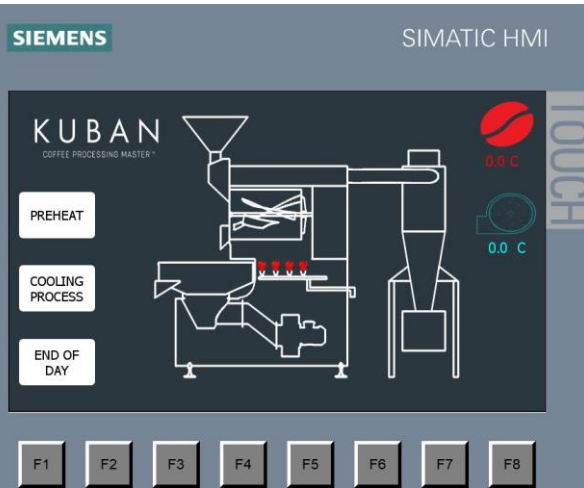 SIEMENS
SIMATIC HMI
TOUCH
KUBAN
COFFEE PROCESSING MASTER™
0.0 C
PREHEAT
0.0 C
COOLING
PROCESS
END OF
DAY
F1 F2 F3 F4 F5 F6 F7 F8